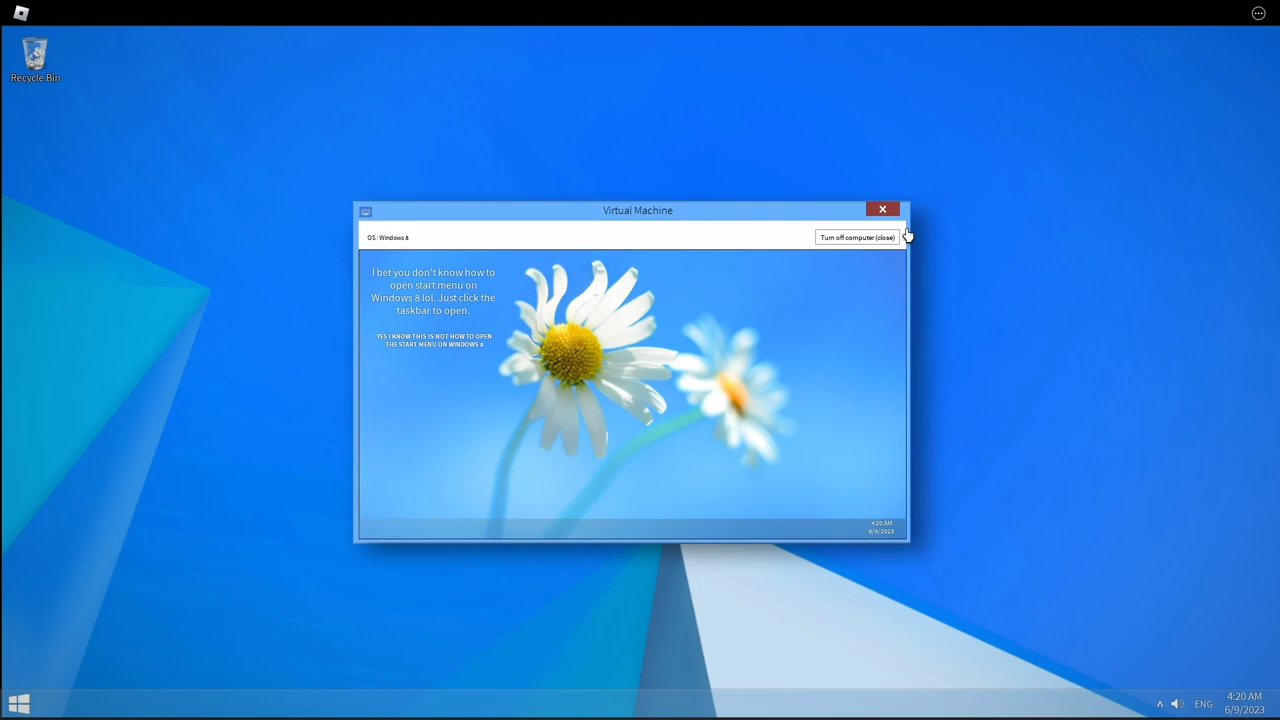 Recycle Bin
Virtual Machine
OS : Windows 8
Turn off computer (close)
I bet you don't know how to
open start menu on
Windows 8 lol. Just click the
taskbar to open.
YES I KNOW THIS IS NOT HOW TO OPEN
THE START MENU ON WINDOWS 8
4:20 AM
6/9/2023
ENG
4:20 AM
6/9/2023